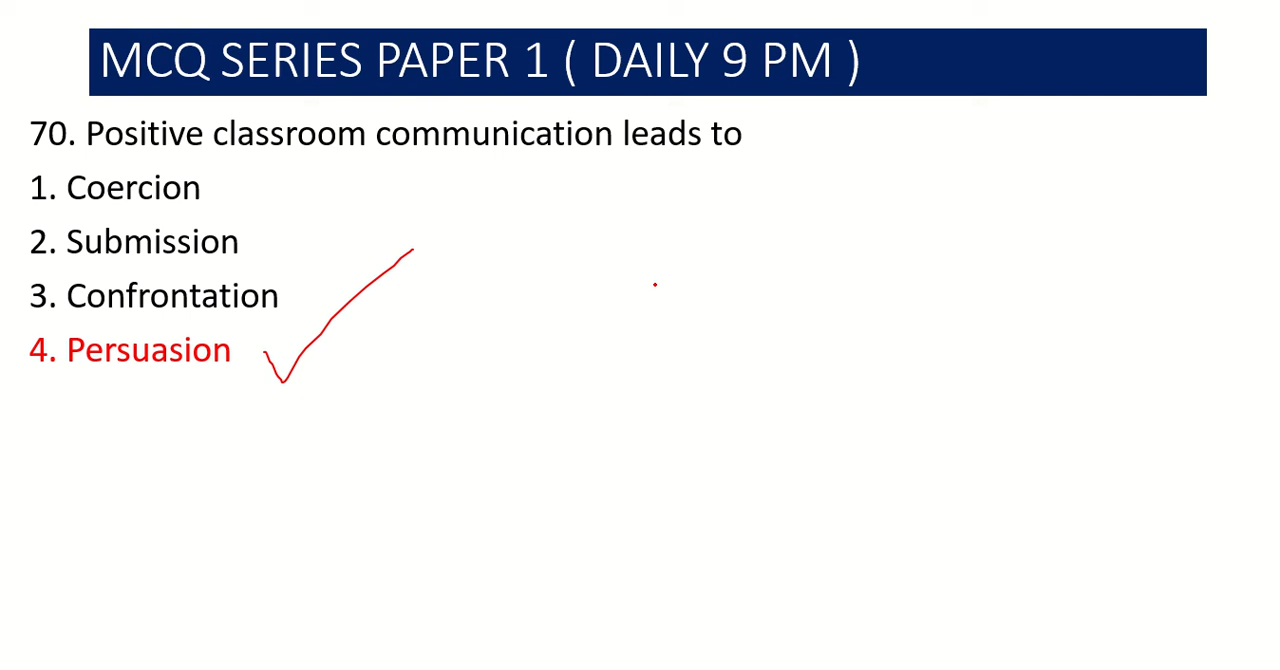 MCQ SERIES PAPER 1 ( DAILY 9 PM )
70. Positive classroom communication leads to
1. Coercion
2. Submission
3. Confrontation
4. Persuasion